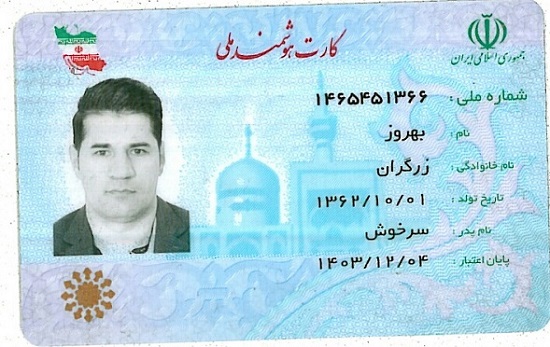 کارت هوشمند ملی
جمهوری اسلامی ایران
شماره ملی : ۱۴۶۵۴۵۱۳۶۶
نام : بهروز
نام خانوادگی : زرگران
تاریخ تولد : ۱۳۶۲/۱۰/۰۱
نام پدر : سرخوش
پایان اعتبار : ۱۴۰۳/۱۲/۰۴